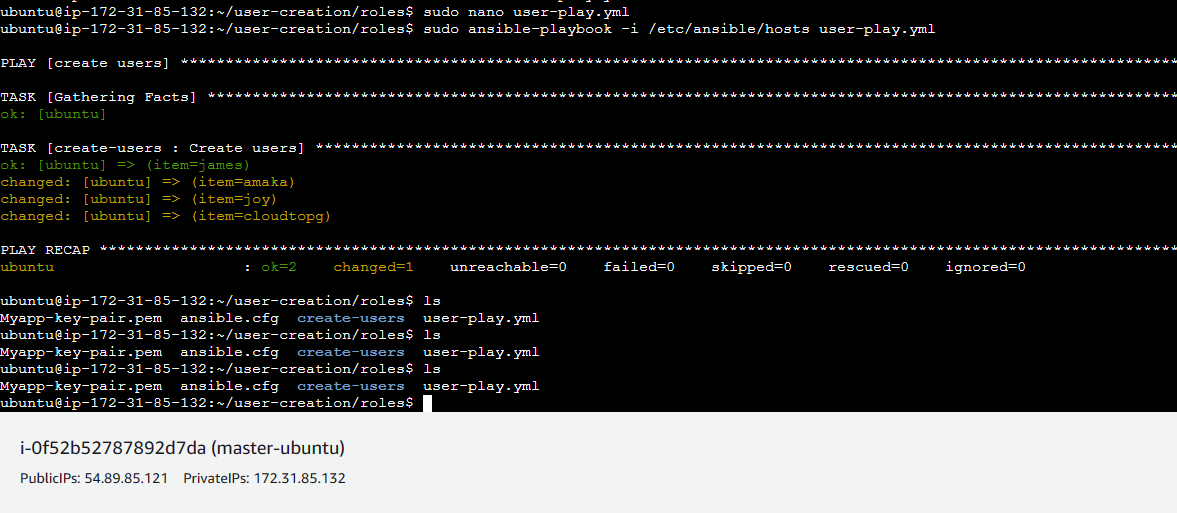 ubuntu@ip-172-31-85-132:~/user-creation/roles$ sudo nano user-play.yml
ubuntu@ip-172-31-85-132:~/user-creation/roles$ sudo ansible-playbook -i /etc/ansible/hosts user-play.yml
PLAY [create users] ***************************************************************************************************************
TASK [Gathering Facts] ************************************************************************************************************
ok: [ubuntu]
TASK [create-users : Create users] ************************************************************************************************
ok: [ubuntu] => (item=james)
changed: [ubuntu] => (item=amaka)
changed: [ubuntu] => (item=joy)
changed: [ubuntu] => (item=cloudtopg)
PLAY RECAP ************************************************************************************************************************
ubuntu                     : ok=2    changed=1    unreachable=0    failed=0    skipped=0    rescued=0    ignored=0
ubuntu@ip-172-31-85-132:~/user-creation/roles$ ls
Myapp-key-pair.pem  ansible.cfg  create-users  user-play.yml
ubuntu@ip-172-31-85-132:~/user-creation/roles$ ls
Myapp-key-pair.pem  ansible.cfg  create-users  user-play.yml
ubuntu@ip-172-31-85-132:~/user-creation/roles$ ls
Myapp-key-pair.pem  ansible.cfg  create-users  user-play.yml
ubuntu@ip-172-31-85-132:~/user-creation/roles$
i-0f52b52787892d7da (master-ubuntu)
PublicIPs: 54.89.85.121    PrivateIPs: 172.31.85.132